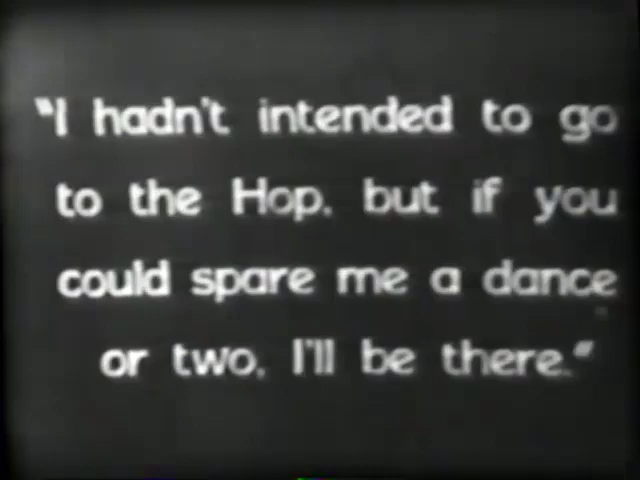 "I hadn't intended to go
to the Hop, but if you
could spare me a dance
or two, I'll be there."